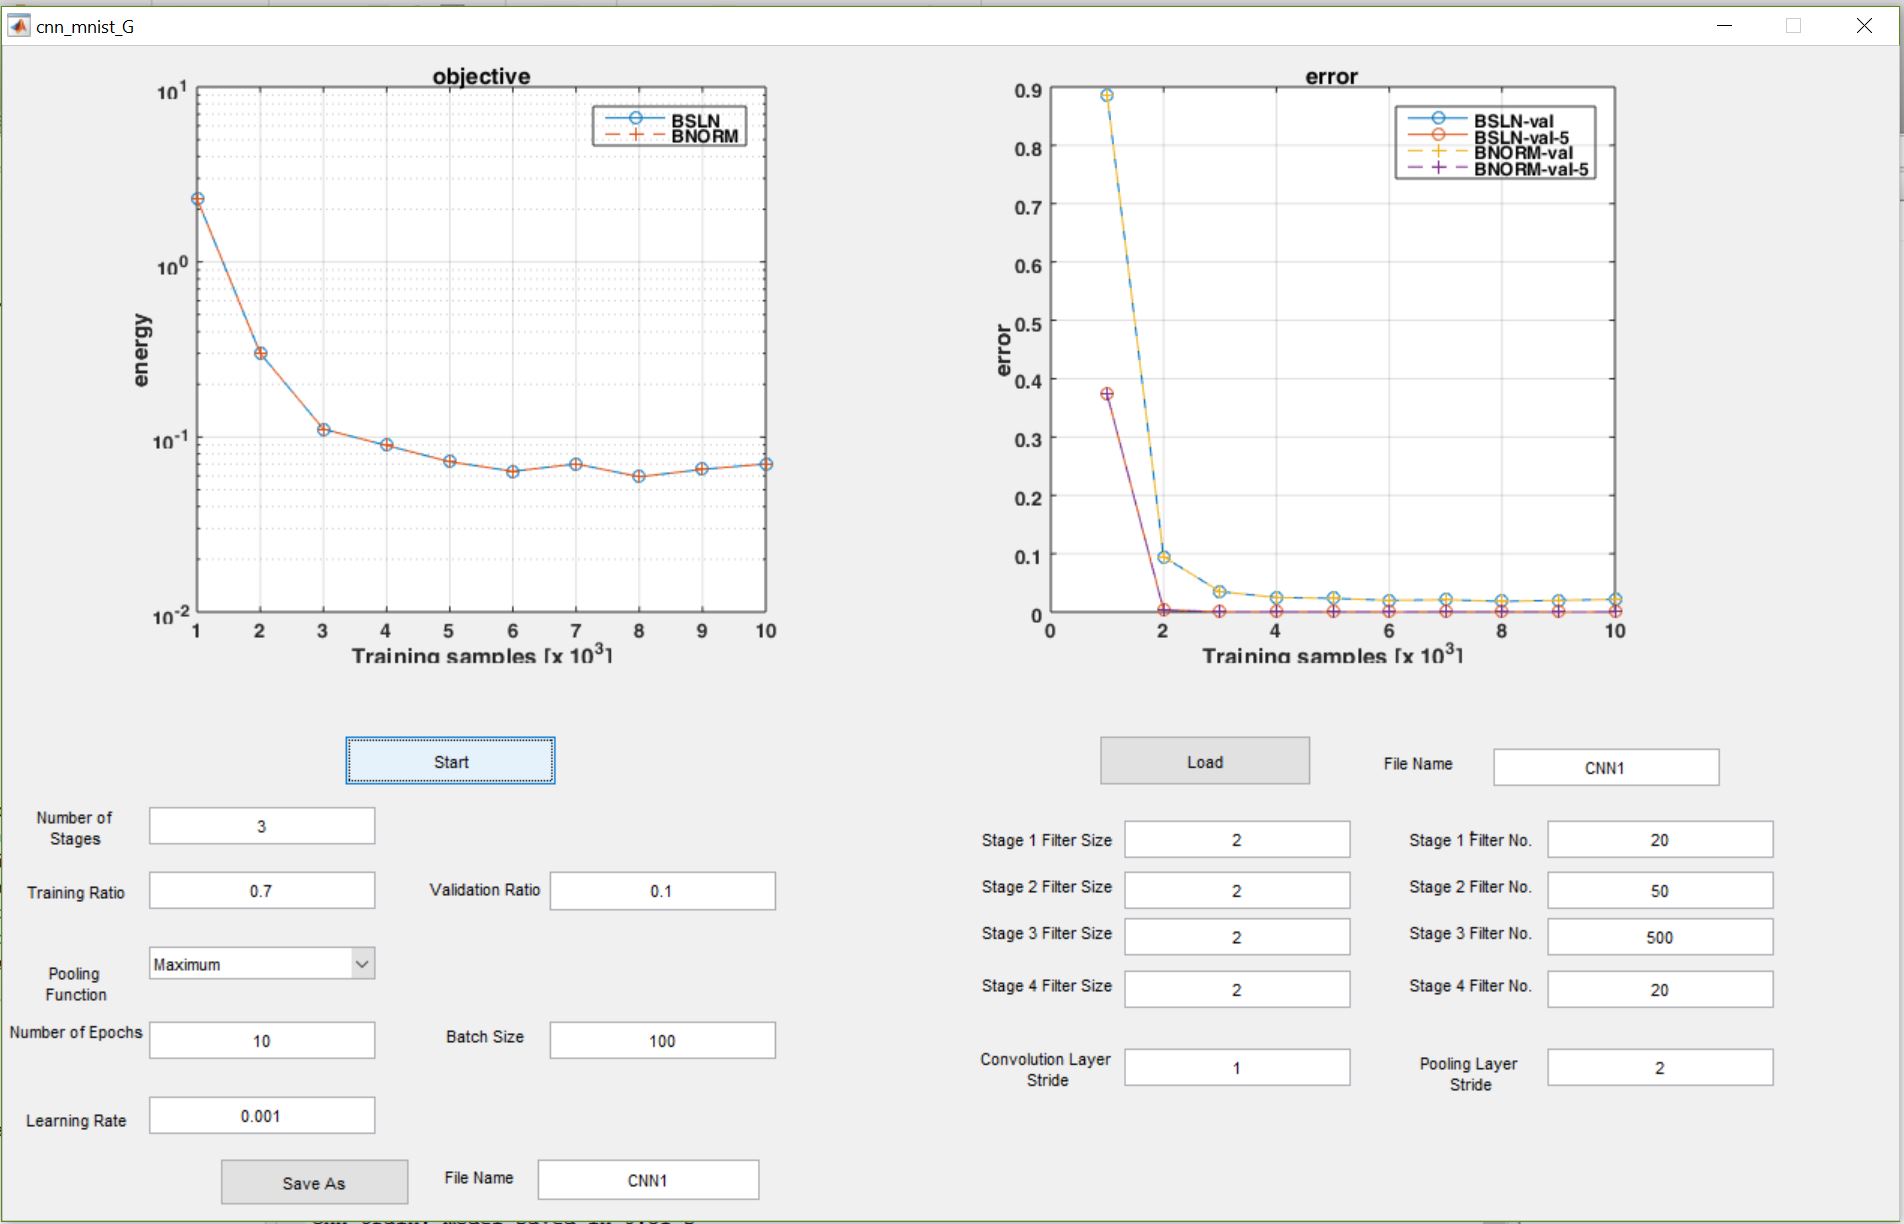 cnn_mnist_G
objective
10^1
10^0
10^-1
10^-2
energy
BSLN
BNORM
1 2 3 4 5 6 7 8 9 10
Training samples [x 10^3]
error
0.9
0.8
0.7
0.6
0.5
0.4
0.3
0.2
0.1
0
error
BSLN-val
BSLN-val-5
BNORM-val
BNORM-val-5
0 2 4 6 8 10
Training samples [x 10^3]
Start
Number of
Stages
3
Training Ratio 0.7 Validation Ratio 0.1
Maximum
Pooling
Function
Number of Epochs 10 Batch Size 100
Learning Rate 0.001
Save As File Name CNN1
Load File Name CNN1
Stage 1 Filter Size 2 Stage 1 Filter No. 20
Stage 2 Filter Size 2 Stage 2 Filter No. 50
Stage 3 Filter Size 2 Stage 3 Filter No. 500
Stage 4 Filter Size 2 Stage 4 Filter No. 20
Convolution Layer
Stride
1
Pooling Layer
Stride
2